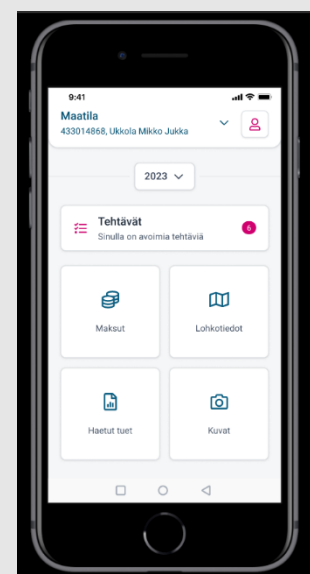 9:41
Maatila
433014868, Ukkola Mikko Jukka
2023
Tehtävät
Sinulla on avoimia tehtäviä
6
Maksut
Lohkotiedot
Haetut tuet
Kuvat